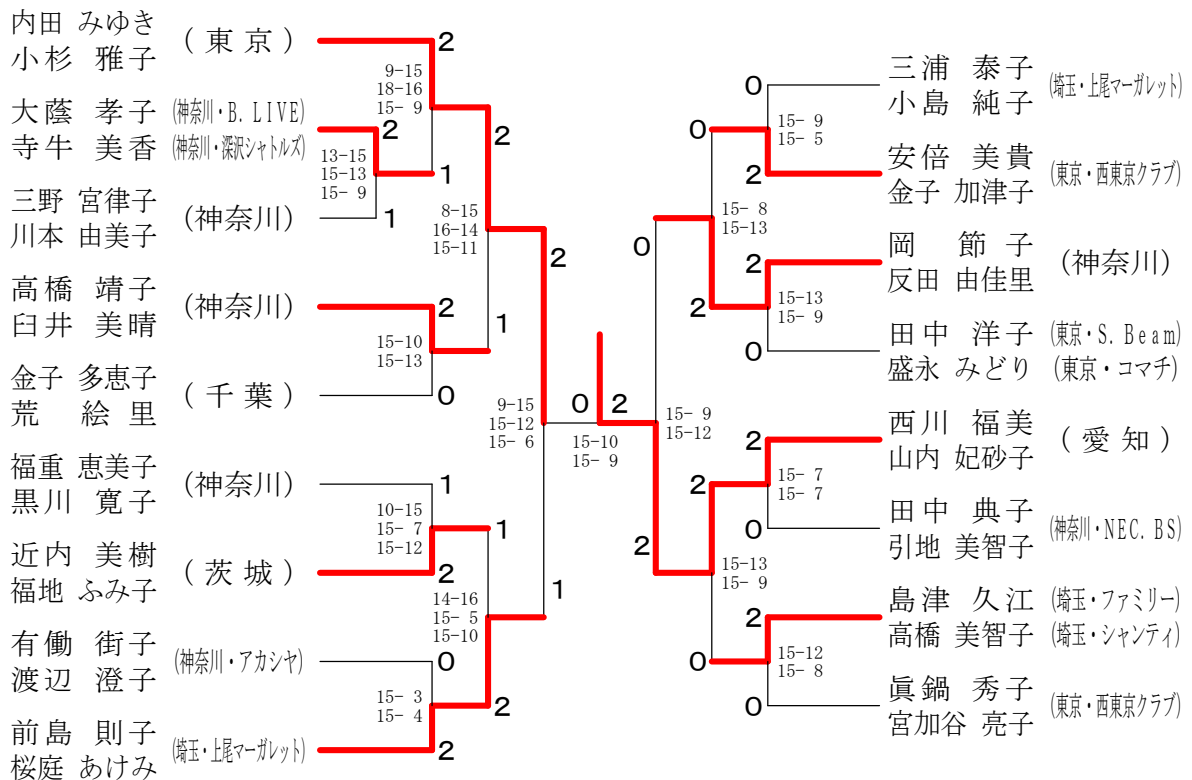 内田 みゆき
小杉 雅子
(東京)
2
9-15
18-16
15- 9
大蔭 孝子 (神奈川・B. LIVE)
寺牛 美香 (神奈川・深沢シャトルズ)
2
13-15
15-13
15- 9
1
2
三野 宮律子
川本 由美子
(神奈川)
1
8-15
16-14
15-11
2
高橋 靖子
臼井 美晴
(神奈川)
2
15-10
15-13
1
金子 多恵子
荒 絵里
(千葉)
0
9-15
15-12
15- 6
福重 恵美子
黒川 寛子
(神奈川)
1
10-15
15- 7
15-12
1
近内 美樹
福地 ふみ子
(茨城)
2
14-16
15- 5
15-10
1
有働 街子
渡辺 澄子
(神奈川・アカシヤ)
0
15- 3
15- 4
2
前島 則子
桜庭 あけみ
(埼玉・上尾マーガレット)
2
0 2
15-10
15- 9
0
三浦 泰子
小島 純子
(埼玉・上尾マーガレット)
15- 9
15- 5
0
2
安倍 美貴
金子 加津子
(東京・西東京クラブ)
15- 8
15-13
0
2
岡 節子
反田 由佳里
(神奈川)
15-13
15- 9
2
0
田中 洋子 (東京・S. Beam)
盛永 みどり (東京・コマチ)
15- 9
15-12
2
西川 福美
山内 妃砂子
(愛知)
15- 7
15- 7
2
0
田中 典子
引地 美智子
(神奈川・NEC. BS)
2
15-13
15- 9
2
島津 久江 (埼玉・ファミリー)
高橋 美智子 (埼玉・シャンティ)
15-12
15- 8
0
0
眞鍋 秀子
宮加谷 亮子
(東京・西東京クラブ)